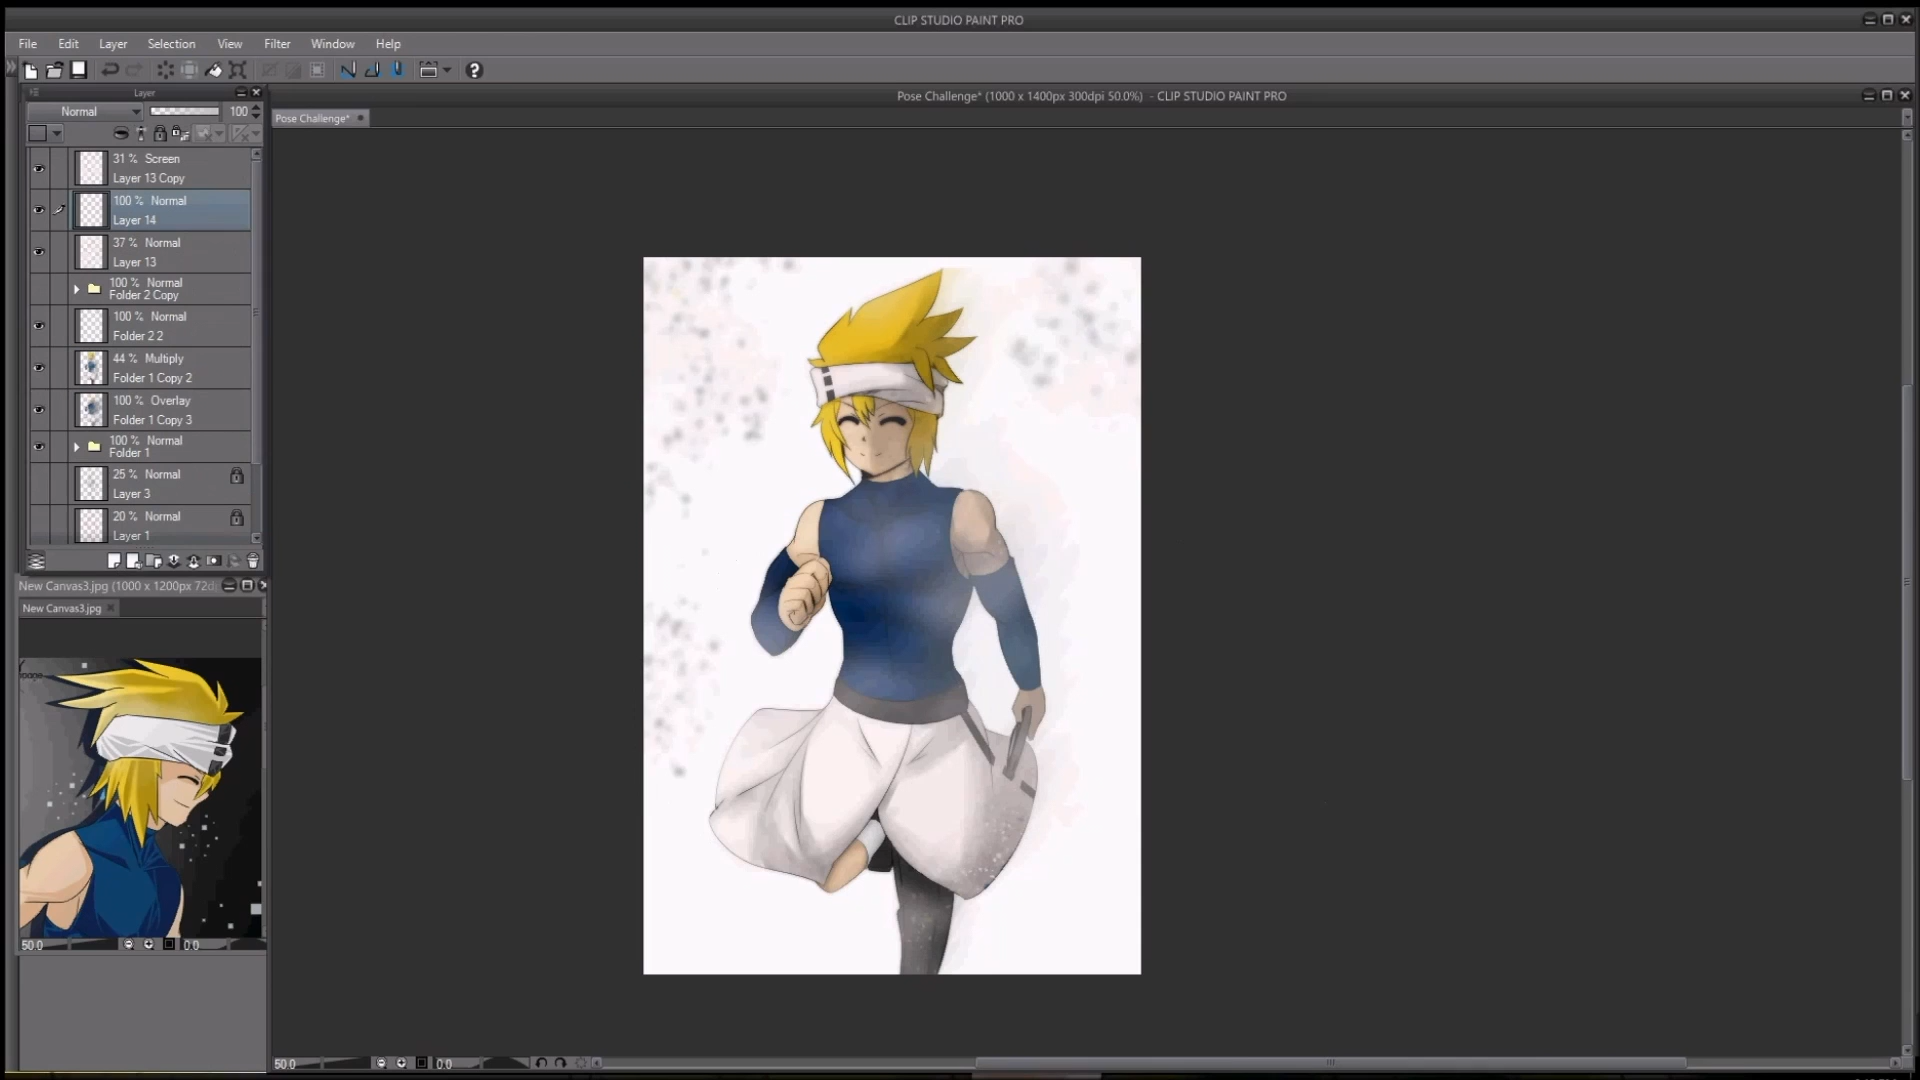 CLIP STUDIO PAINT PRO
File Edit Layer Selection View Filter Window Help
Layer
Pose Challenge* (1000 x 1400px 300dpi 50.0%) - CLIP STUDIO PAINT PRO
Normal 100
Pose Challenge*
31 % Screen
Layer 13 Copy
100 % Normal
Layer 14
37 % Normal
Layer 13
100 % Normal
Folder 2 Copy
100 % Normal
Folder 2 2
44 % Multiply
Folder 1 Copy 2
100 % Overlay
Folder 1 Copy 3
100 % Normal
Folder 1
25 % Normal
Layer 3
20 % Normal
Layer 1
New Canvas3.jpg (1000 x 1200px 72d
New Canvas3.jpg
50.0 0.0
50.0 0.0